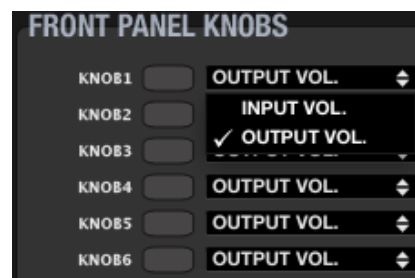 FRONT PANEL KNOBS
KNOB1 OUTPUT VOL.
INPUT VOL.
KNOB2
✓ OUTPUT VOL.
KNOB3
KNOB4 OUTPUT VOL.
KNOB5 OUTPUT VOL.
KNOB6 OUTPUT VOL.